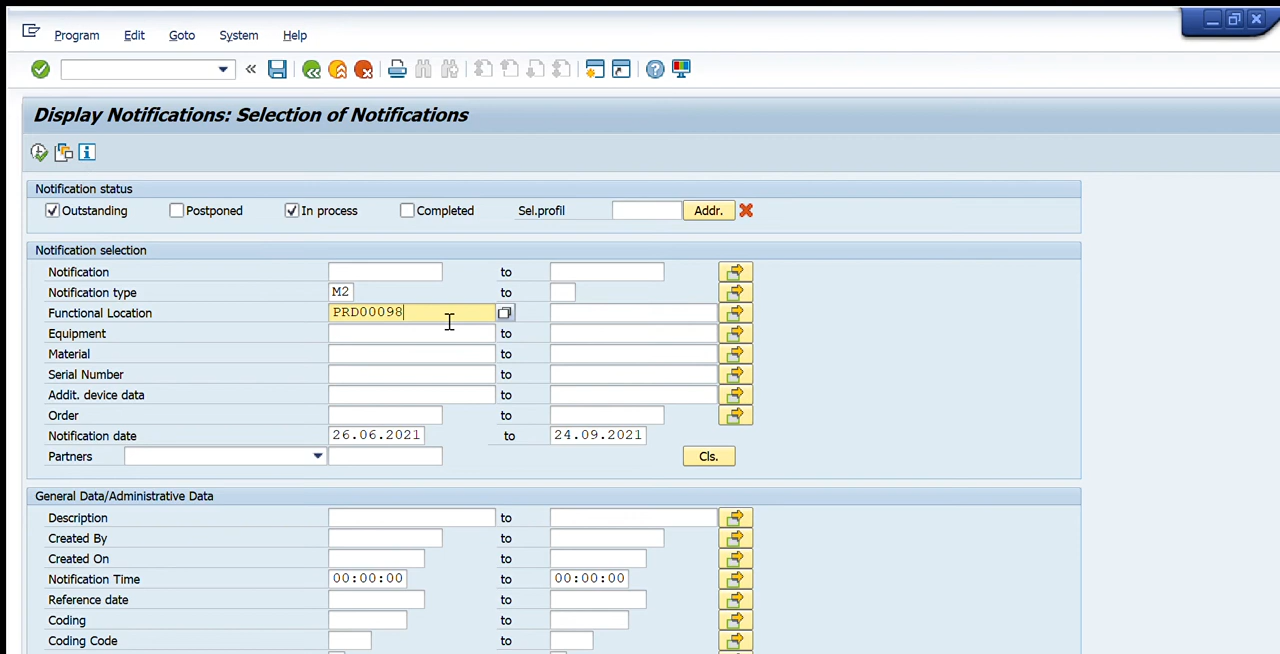 Program Edit Goto System Help
Display Notifications: Selection of Notifications
Notification status
Outstanding Postponed In process Completed Sel.profil Addr.
Notification selection
Notification to
Notification type M2 to
Functional Location PRD00098
Equipment to
Material to
Serial Number to
Addit. device data to
Order to
Notification date 26.06.2021 to 24.09.2021
Partners Cls.
General Data/Administrative Data
Description to
Created By to
Created On to
Notification Time 00:00:00 to 00:00:00
Reference date to
Coding to
Coding Code to